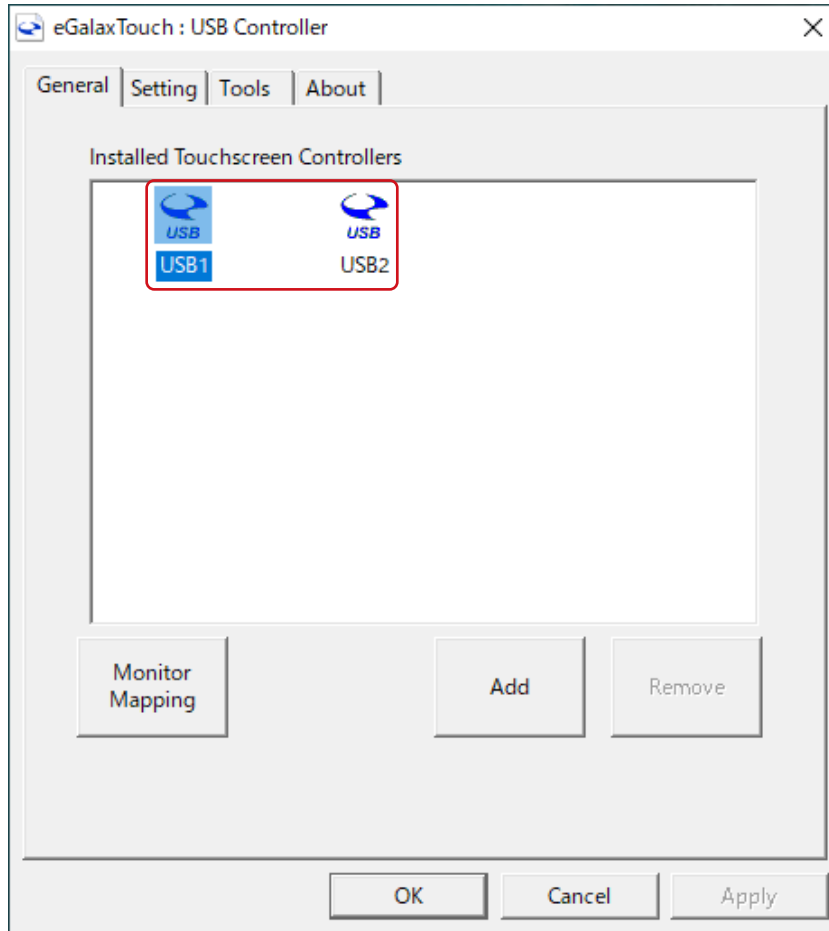 eGalaxTouch : USB Controller
General Setting Tools About
Installed Touchscreen Controllers
USB USB
USB1 USB2
Monitor
Mapping
Add
Remove
OK Cancel Apply